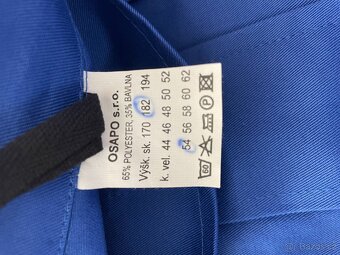 OSAPO s.r.o.
65% POLYESTER, 35% BAVLNA
Výšk. sk. 170 182 194
k. vel. 44 46 48 50 52
54 56 58 60 62
60
P